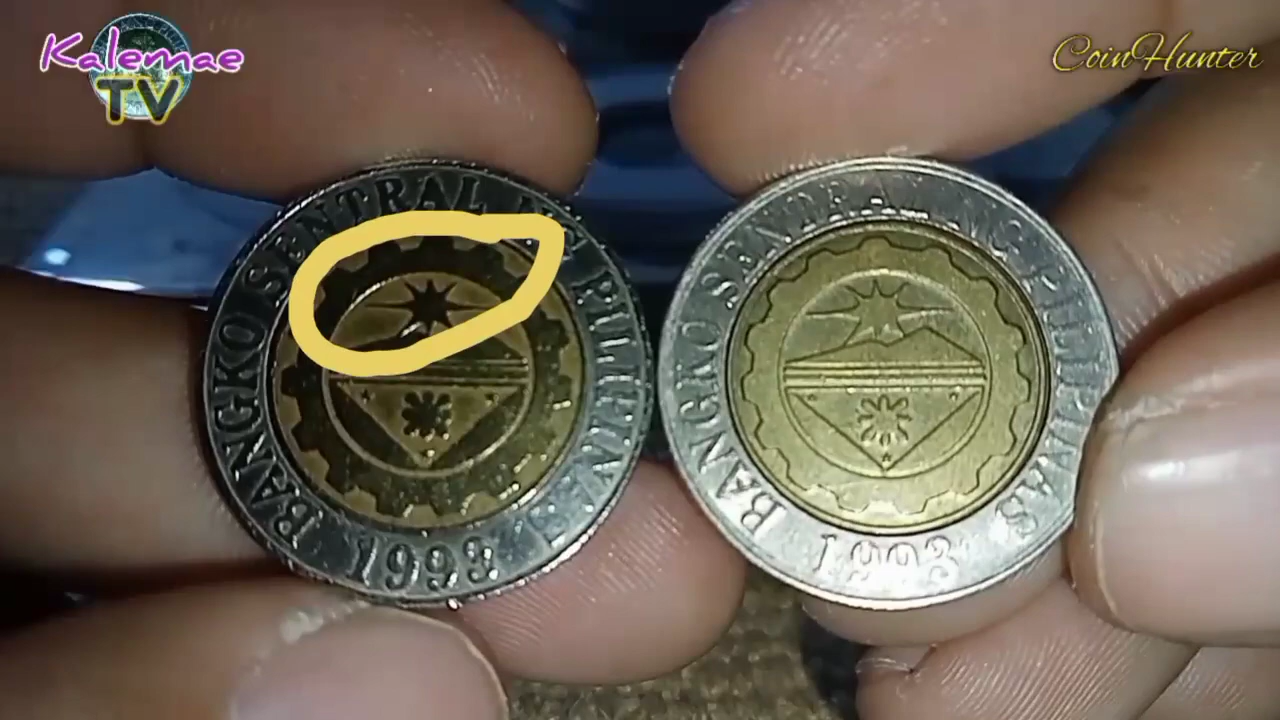 Kalemae
TV
CoinHunter
BANGKO SENTRAL NG PILIPINAS
1993
BANGKO SENTRAL NG PILIPINAS
1993